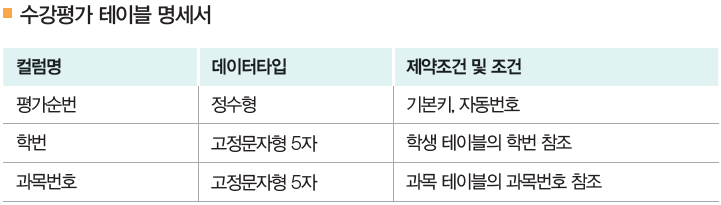 수강평가 테이블 명세서
컬럼명 데이터타입 제약조건 및 조건
평가순번 정수형 기본키, 자동번호
학번 고정문자형 5자 학생 테이블의 학번 참조
과목번호 고정문자형 5자 과목 테이블의 과목번호 참조